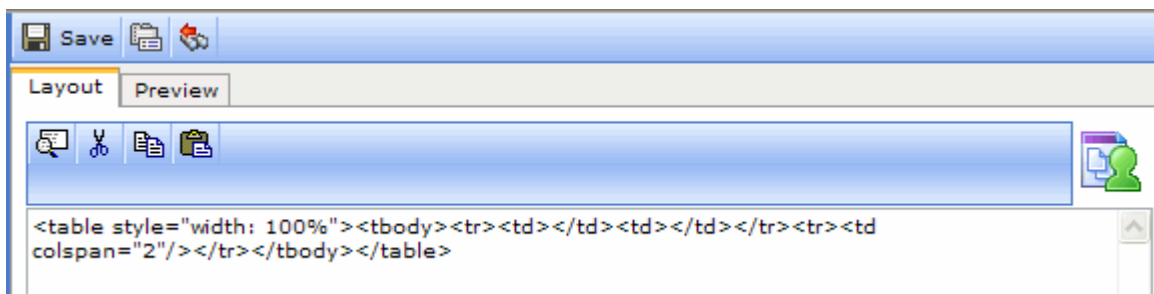 Save
Layout Preview
<table style="width: 100%"><tbody><tr><td></td><td></td></tr><tr><td
colspan="2"/></tr></tbody></table>